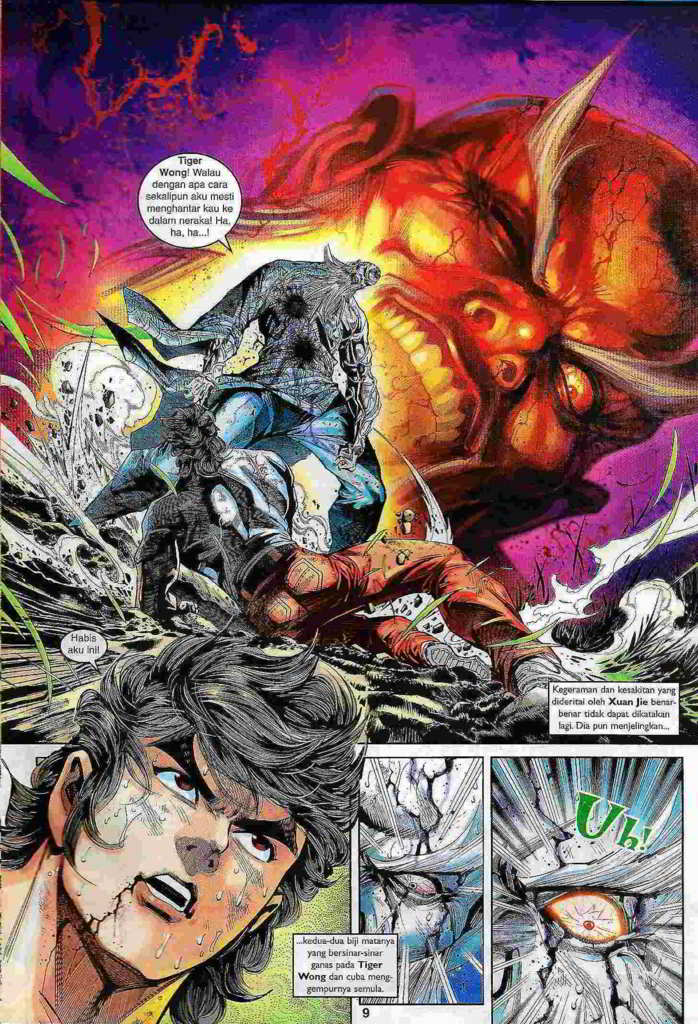 Tiger
Wong! Walau
dengan apa cara
sekalipun aku mesti
menghantar kau ke
dalam neraka! Ha,
ha, ha...!
Habis
aku ini!
Kegeraman dan kesakitan yang
dideritai oleh Xuan Jie benar-
benar tidak dapat dikatakan
lagi. Dia pun menjelingkan...
...kedua-dua biji matanya
yang bersinar-sinar
ganas pada Tiger
Wong dan cuba meng-
gempurnya semula.
Uh!
9